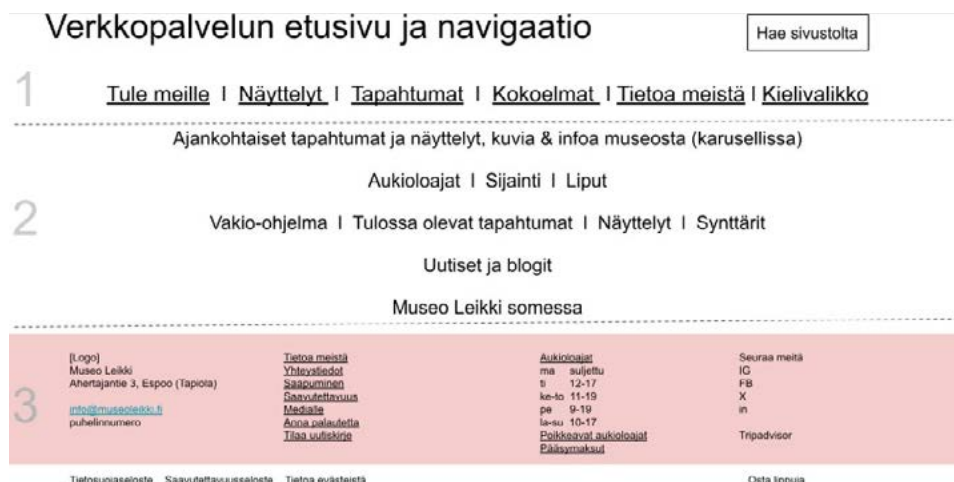 Verkkopalvelun etusivu ja navigaatio
Hae sivustolta
1
Tule meille I Näyttelyt I Tapahtumat I Kokoelmat I Tietoa meistä I Kielivalikko
Ajankohtaiset tapahtumat ja näyttelyt, kuvia & infoa museosta (karusellissa)
Aukioloajat I Sijainti I Liput
2
Vakio-ohjelma I Tulossa olevat tapahtumat I Näyttelyt I Synttärit
Uutiset ja blogit
Museo Leikki somessa
3
[Logo]
Museo Leikki
Ahertajantie 3, Espoo (Tapiola)
info@museoleikki.fi
puhelinnumero
Tietoa meistä
Yhteystiedot
Saapuminen
Saavutettavuus
Medialle
Anna palautetta
Tilaa uutiskirje
Aukioloajat
ma suljettu
ti 12-17
ke-to 11-19
pe 9-19
la-su 10-17
Poikkeavat aukioloajat
Pääsymaksut
Seuraa meitä
IG
FB
X
in
Tripadvisor
Tietosuojaseloste Saavutettavuusseloste Tietoa evästeistä
Osta lippuja